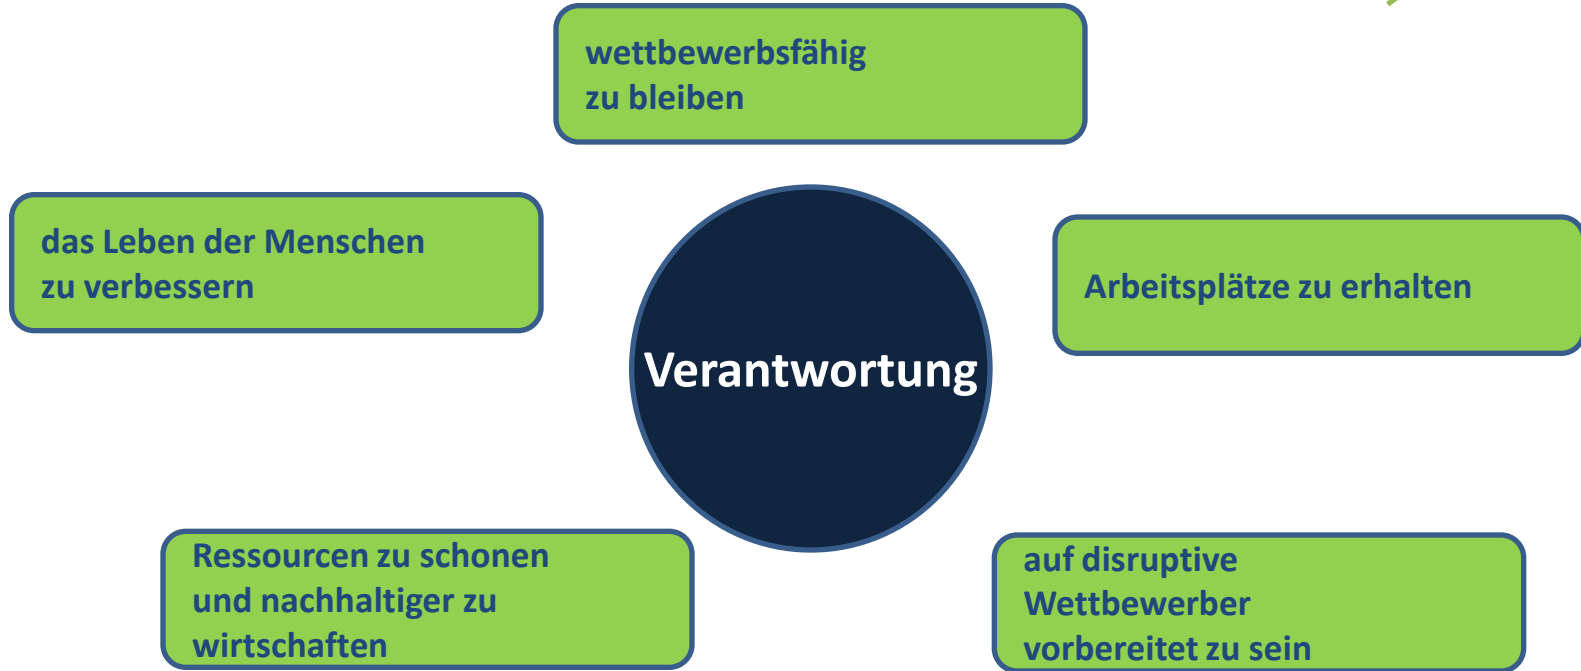 wettbewerbsfähig
zu bleiben
das Leben der Menschen
zu verbessern
Arbeitsplätze zu erhalten
Verantwortung
Ressourcen zu schonen
und nachhaltiger zu
wirtschaften
auf disruptive
Wettbewerber
vorbereitet zu sein